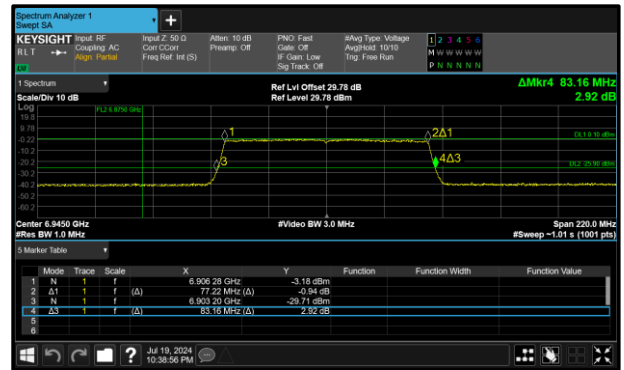 Spectrum Analyzer 1
Swept SA
KEYSIGHT Input: RF Input Z: 50 Ω Atten: 10 dB PNO: Fast #Avg Type: Voltage 1 2 3 4 5 6
RLT Coupling: AC Corr CCorr Preamp: Off Gate: Off Avg|Hold: 10/10 M W W W W W
Align: Partial Freq Ref: Int (S) IF Gain: Low Trig: Free Run
Sig Track: Off P N N N N N
LW
1 Spectrum Ref Lvl Offset 29.78 dB ΔMkr4 83.16 MHz
Scale/Div 10 dB Ref Level 29.78 dBm 2.92 dB
Log
FL2 6.8750 GHz
19.8
9.78
-0.22
-10.2
-20.2
-30.2
-40.2
-50.2
-60.2
1
2Δ1
DL1 0.10 dBm
3
4Δ3
DL2 -25.90 dBm
Center 6.9450 GHz #Video BW 3.0 MHz Span 220.0 MHz
#Res BW 1.0 MHz #Sweep ~1.01 s (1001 pts)
5 Marker Table
Mode Trace Scale X Y Function Function Width Function Value
1 N 1 f 6.906 28 GHz -3.18 dBm
2 Δ1 1 f (Δ) 77.22 MHz (Δ) -0.94 dB
3 N 1 f 6.903 20 GHz -29.71 dBm
4 Δ3 1 f (Δ) 83.16 MHz (Δ) 2.92 dB
5
6
? Jul 19, 2024
10:38:56 PM